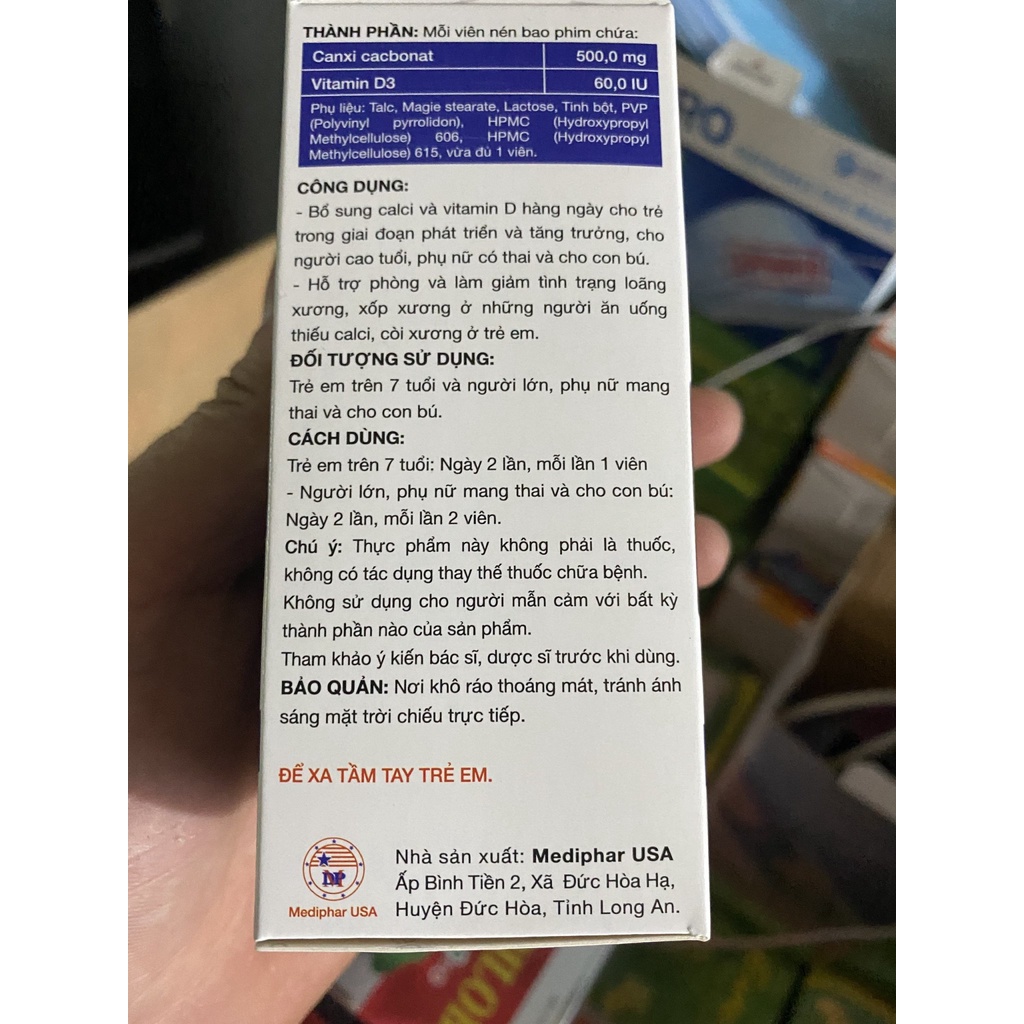 THÀNH PHẦN: Mỗi viên nén bao phim chứa:
Canxi cacbonat 500,0 mg
Vitamin D3 60,0 IU
Phụ liệu: Talc, Magie stearate, Lactose, Tinh bột, PVP
(Polyvinyl pyrrolidon), HPMC (Hydroxypropyl
Methylcellulose) 606, HPMC (Hydroxypropyl
Methylcellulose) 615, vừa đủ 1 viên.
CÔNG DỤNG:
- Bổ sung calci và vitamin D hàng ngày cho trẻ
trong giai đoạn phát triển và tăng trưởng, cho
người cao tuổi, phụ nữ có thai và cho con bú.
- Hỗ trợ phòng và làm giảm tình trạng loãng
xương, xốp xương ở những người ăn uống
thiếu calci, còi xương ở trẻ em.
ĐỐI TƯỢNG SỬ DỤNG:
Trẻ em trên 7 tuổi và người lớn, phụ nữ mang
thai và cho con bú.
CÁCH DÙNG:
Trẻ em trên 7 tuổi: Ngày 2 lần, mỗi lần 1 viên
- Người lớn, phụ nữ mang thai và cho con bú:
Ngày 2 lần, mỗi lần 2 viên.
Chú ý: Thực phẩm này không phải là thuốc,
không có tác dụng thay thế thuốc chữa bệnh.
Không sử dụng cho người mẫn cảm với bất kỳ
thành phần nào của sản phẩm.
Tham khảo ý kiến bác sĩ, dược sĩ trước khi dùng.
BẢO QUẢN: Nơi khô ráo thoáng mát, tránh ánh
sáng mặt trời chiếu trực tiếp.
ĐỂ XA TẦM TAY TRẺ EM.
Nhà sản xuất: Mediphar USA
Ấp Bình Tiền 2, Xã Đức Hòa Hạ,
Huyện Đức Hòa, Tỉnh Long An.
Mediphar USA